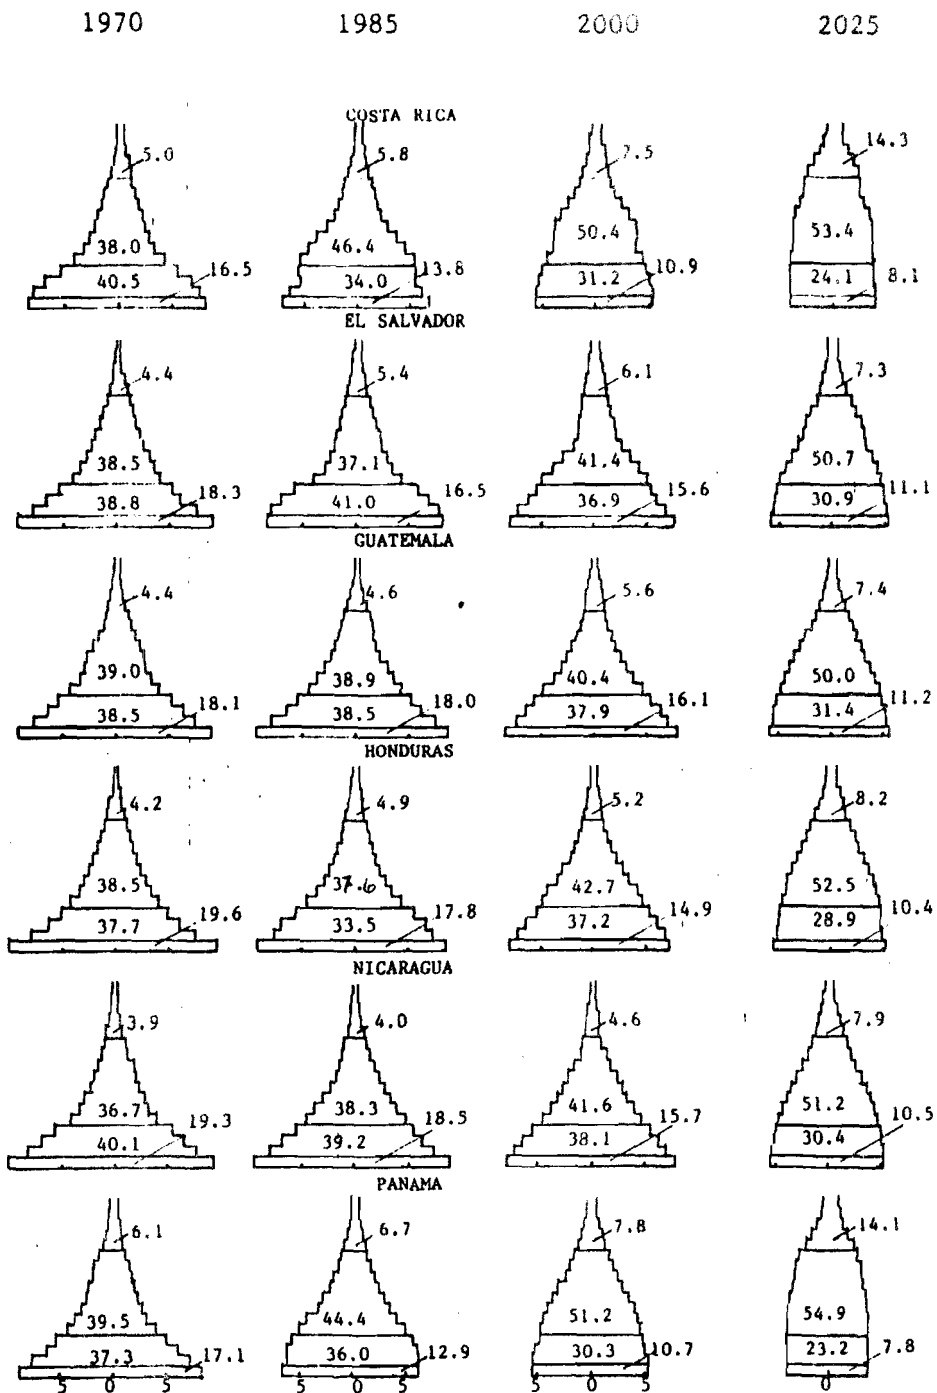 1970 1985 2000 2025
COSTA RICA
5.0 5.8 7.5 14.3
38.0 46.4 50.4 53.4
40.5 16.5 34.0 13.8 31.2 10.9 24.1 8.1
EL SALVADOR
4.4 5.4 6.1 7.3
38.5 37.1 41.4 50.7
38.8 18.3 41.0 16.5 36.9 15.6 30.9 11.1
GUATEMALA
4.4 4.6 5.6 7.4
39.0 38.9 40.4 50.0
38.5 18.1 38.5 18.0 37.9 16.1 31.4 11.2
HONDURAS
4.2 4.9 5.2 8.2
38.5 37.6 42.7 52.5
37.7 19.6 33.5 17.8 37.2 14.9 28.9 10.4
NICARAGUA
3.9 4.0 4.6 7.9
36.7 38.3 41.6 51.2
40.1 19.3 39.2 18.5 38.1 15.7 30.4 10.5
PANAMA
6.1 6.7 7.8 14.1
39.5 44.4 51.2 54.9
37.3 17.1 36.0 12.9 30.3 10.7 23.2 7.8
5 0 5 5 0 5 5 0 5 0